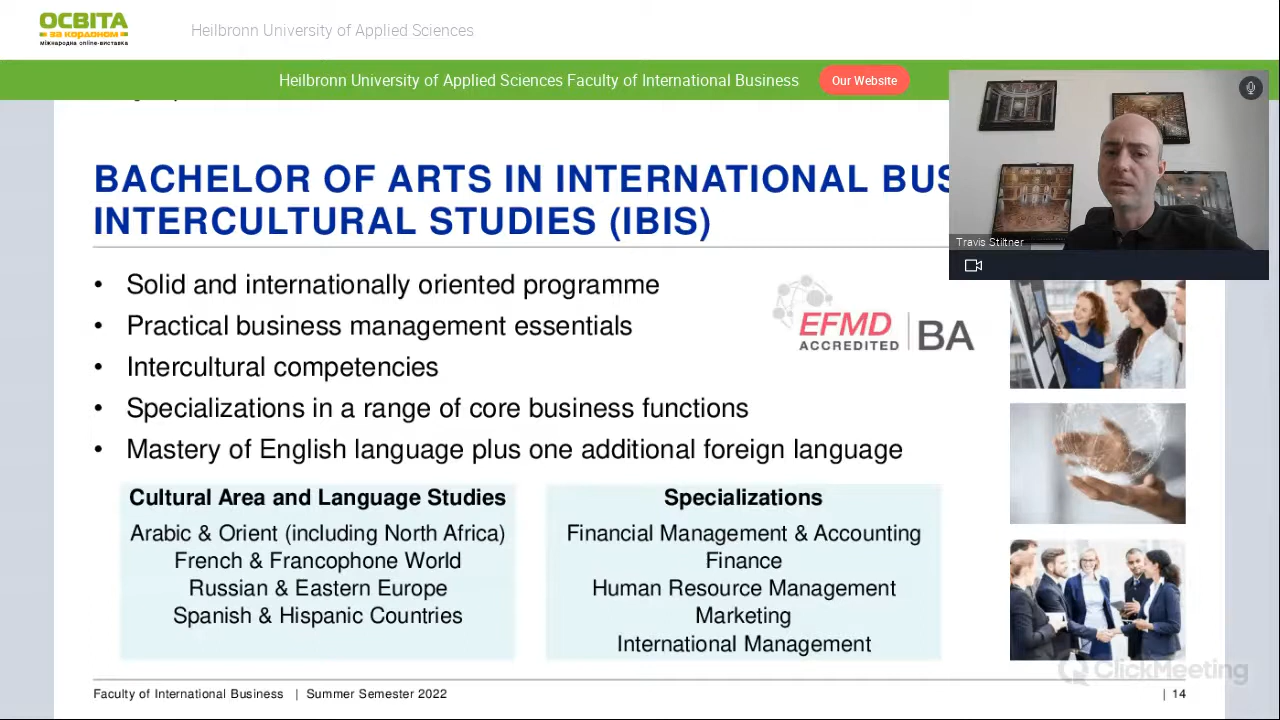 ОСВІТА
за кордоном
міжнародна online-виставка
Heilbronn University of Applied Sciences
Heilbronn University of Applied Sciences Faculty of International Business
Our Website
BACHELOR OF ARTS IN INTERNATIONAL BUS
INTERCULTURAL STUDIES (IBIS)
Travis Stiltner
• Solid and internationally oriented programme
• Practical business management essentials
• Intercultural competencies
• Specializations in a range of core business functions
• Mastery of English language plus one additional foreign language
EFMD
ACCREDITED
BA
Cultural Area and Language Studies
Arabic & Orient (including North Africa)
French & Francophone World
Russian & Eastern Europe
Spanish & Hispanic Countries
Specializations
Financial Management & Accounting
Finance
Human Resource Management
Marketing
International Management
ClickMeeting
Faculty of International Business | Summer Semester 2022
| 14